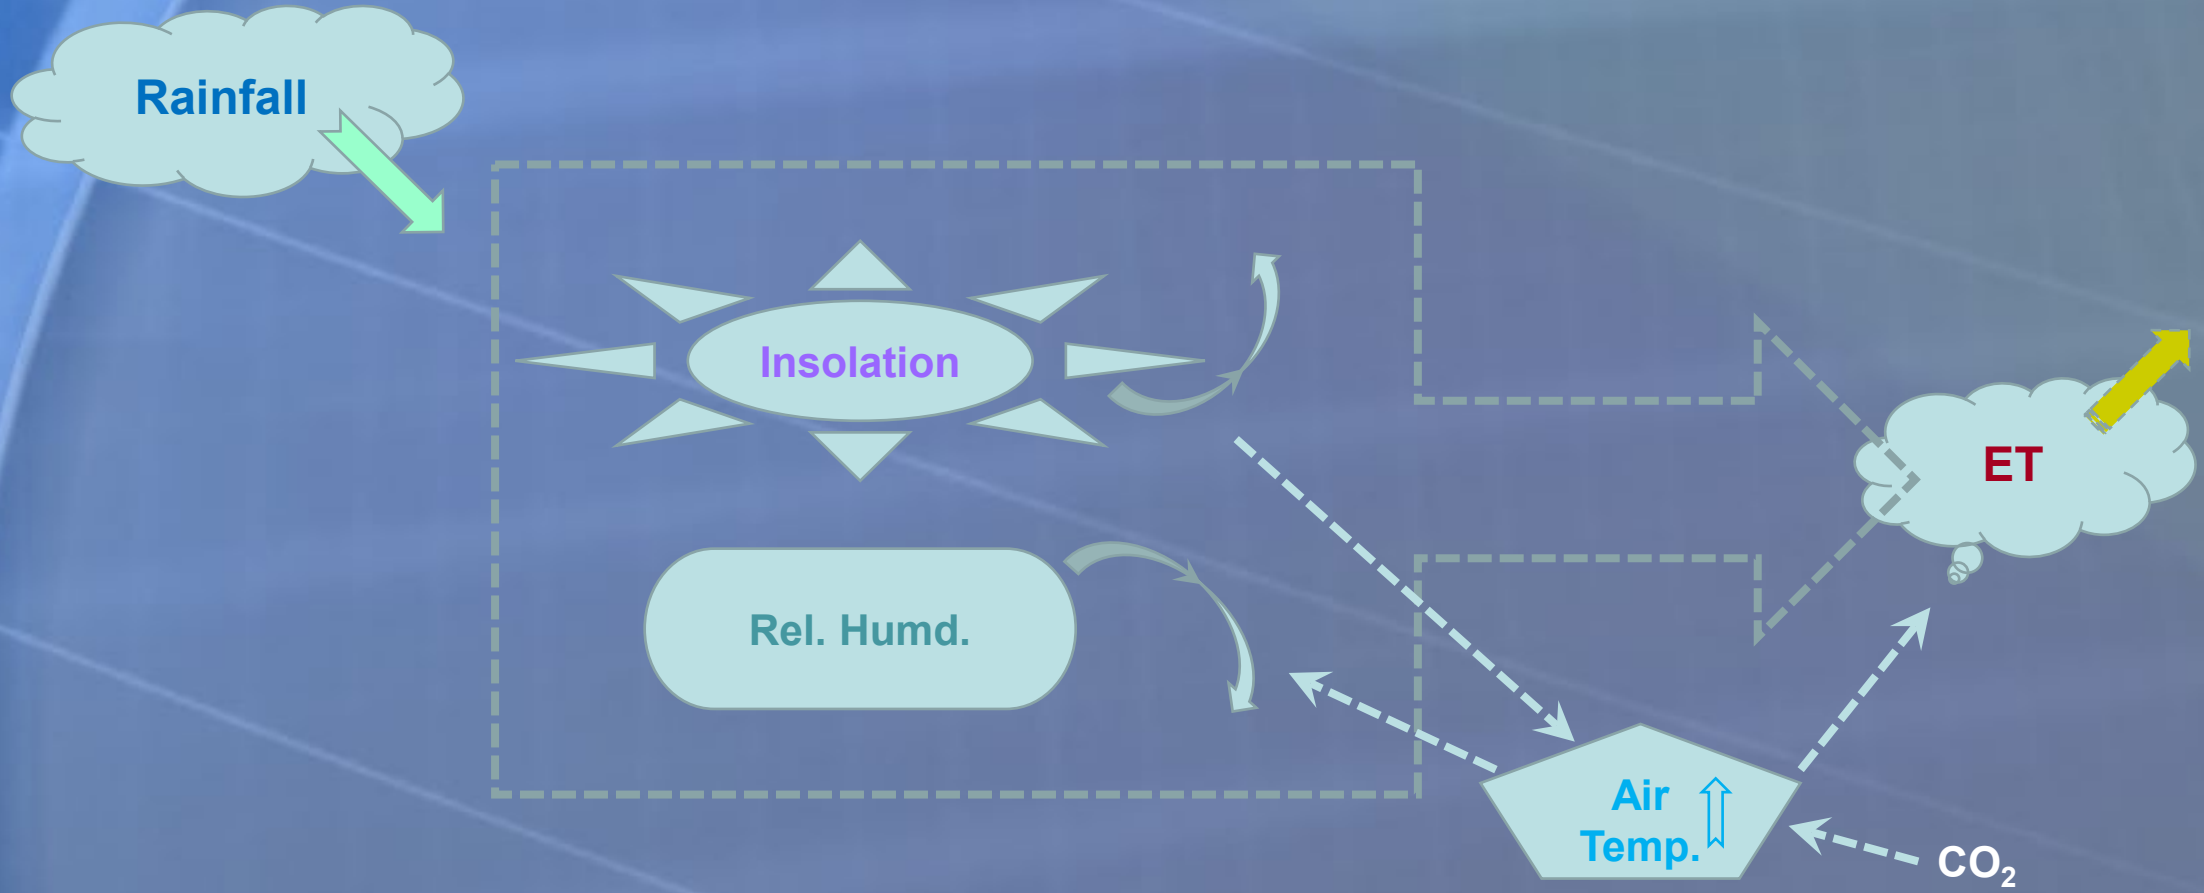 Rainfall
Insolation
ET
Rel. Humd.
Air
Temp.
CO₂